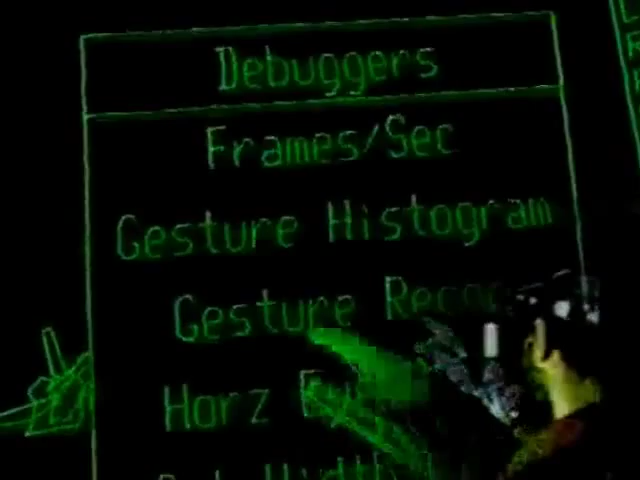 Debuggers
Frames/Sec
Gesture Histogram
Gesture
Horz